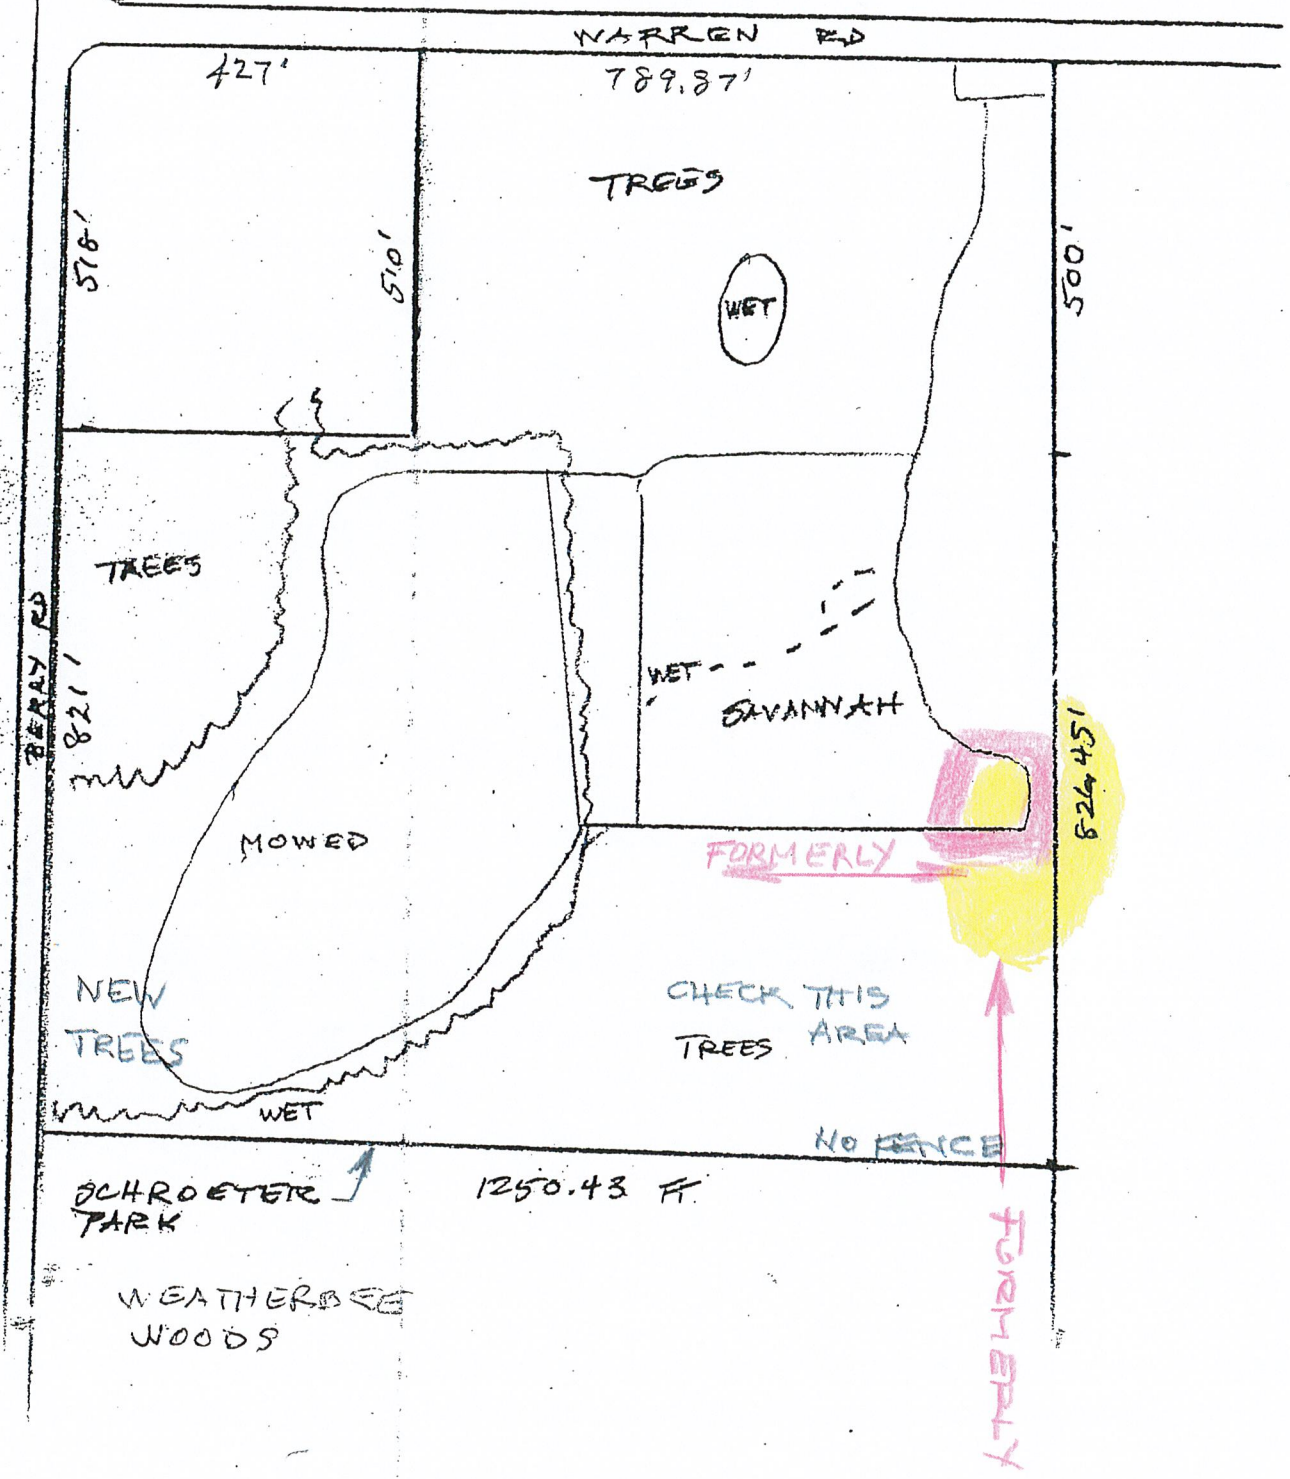 WARREN RD
427'
789.87'
TREES
518'
510'
WET
500'
TREES
BERRY RD
821'
WET
SAVANNAH
826.45'
MOWED
FORMERLY
NEW
TREES
CHECK THIS
AREA
TREES
WET
NO FENCE
SCHROETER
PARK
1250.43 FT.
FORMERLY
WEATHERBEE
WOODS